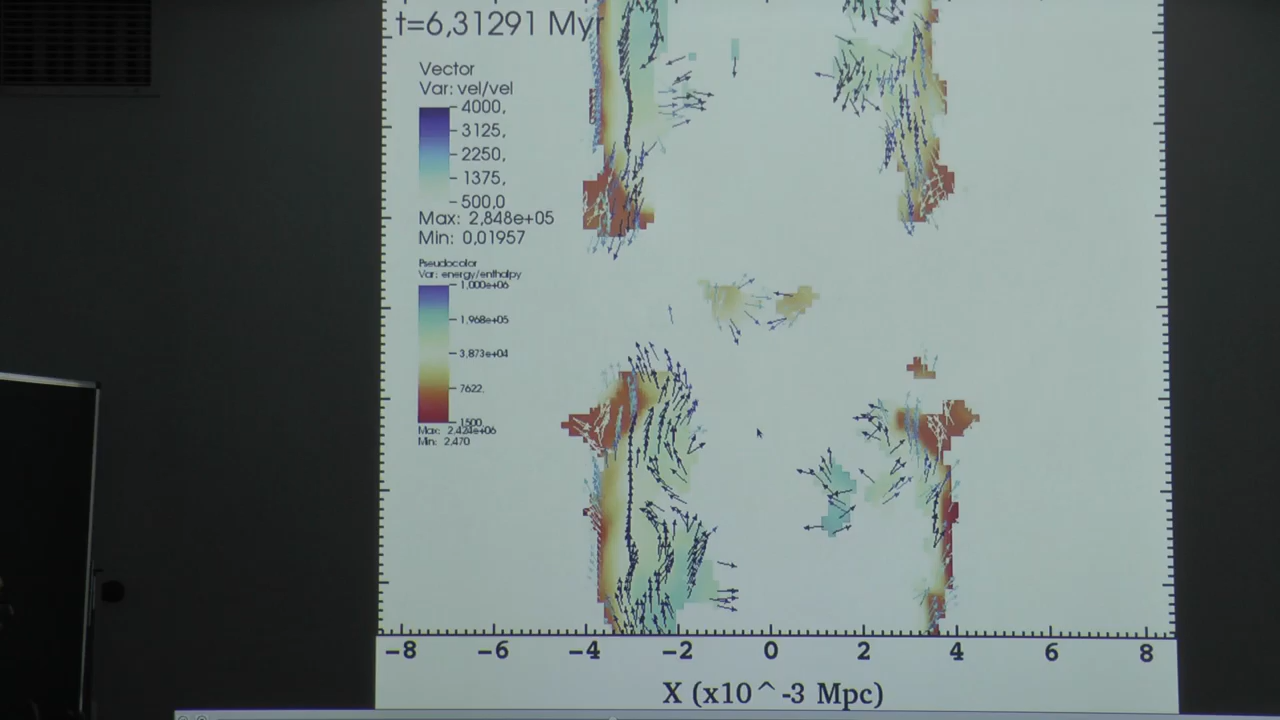 t=6,31291 Myr
Vector
Var: vel/vel
4000,
3125,
2250,
1375,
500,0
Max: 2,848e+05
Min: 0,01957
Pseudocolor
Var: energy/enthalpy
1,000e+06
1,968e+05
3,873e+04
7622,
1500
Max: 2,424e+06
Min: 2,470
-8 -6 -4 -2 0 2 4 6 8
X (x10^-3 Mpc)